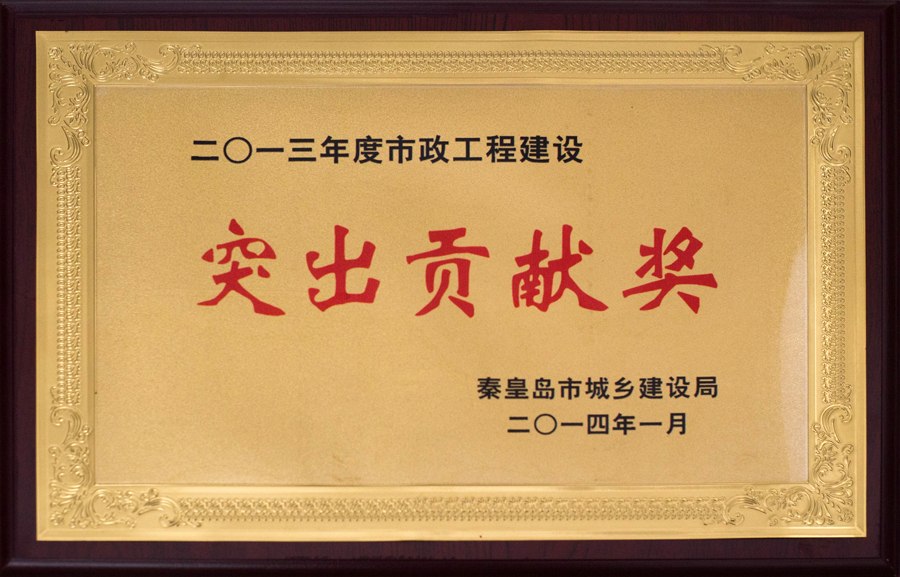 二〇一三年度市政工程建设
突出贡献奖
秦皇岛市城乡建设局
二〇一四年一月